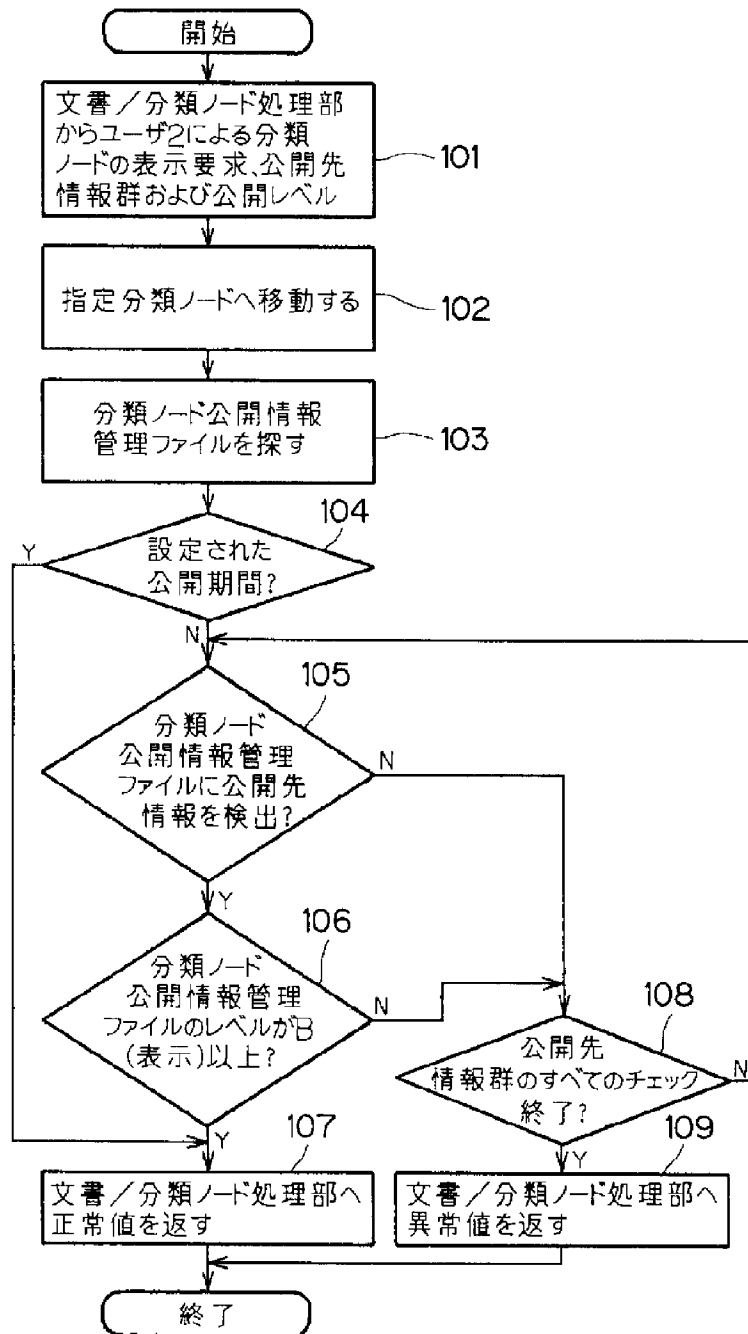 開始
文書／分類ノード処理部
からユーザ2による分類
ノードの表示要求、公開先
情報群および公開レベル
101
指定分類ノードへ移動する
102
分類ノード公開情報
管理ファイルを探す
103
104
設定された
公開期間?
Y
N
105
分類ノード
公開情報管理
ファイルに公開先
情報を検出?
N
Y
106
分類ノード
公開情報管理
ファイルのレベルがB
(表示)以上?
N
Y
108
公開先
情報群のすべてのチェック
終了?
N
Y
107
文書／分類ノード処理部へ
正常値を返す
109
文書／分類ノード処理部へ
異常値を返す
終了